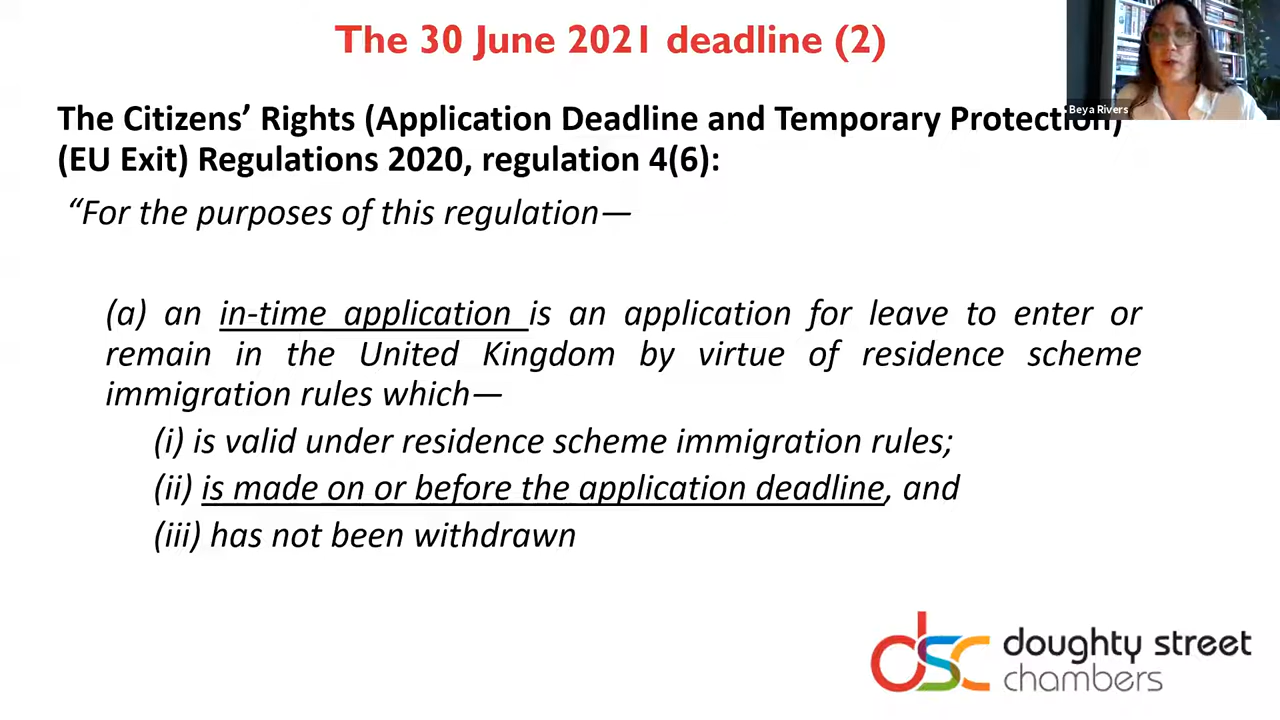 The 30 June 2021 deadline (2)
Beya Rivers
The Citizens’ Rights (Application Deadline and Temporary Protection)
(EU Exit) Regulations 2020, regulation 4(6):
“For the purposes of this regulation—
(a) an in-time application is an application for leave to enter or
remain in the United Kingdom by virtue of residence scheme
immigration rules which—
(i) is valid under residence scheme immigration rules;
(ii) is made on or before the application deadline, and
(iii) has not been withdrawn
dsc doughty street
chambers